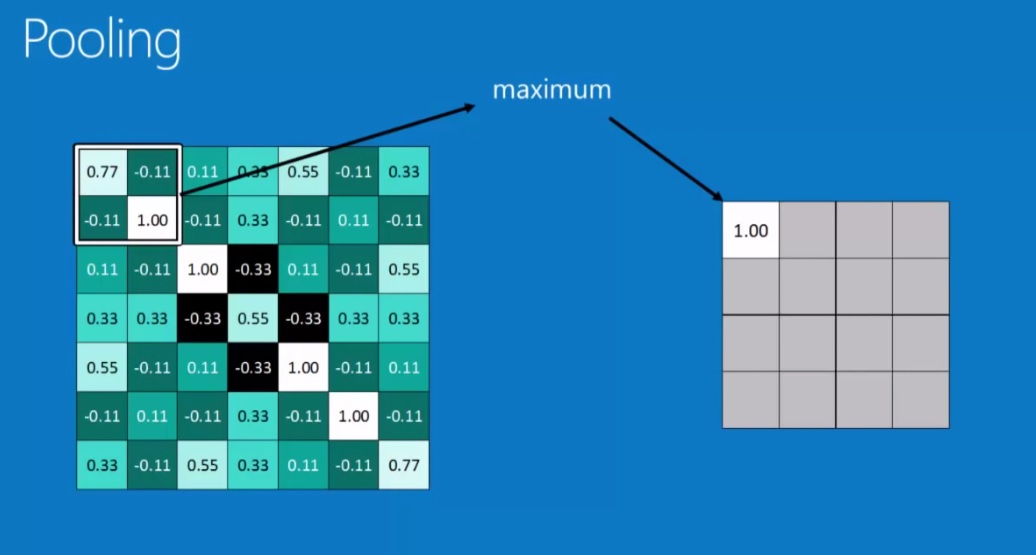 Pooling
maximum
0.77 -0.11 0.11 0.33 0.55 -0.11 0.33
-0.11 1.00 -0.11 0.33 -0.11 0.11 -0.11
0.11 -0.11 1.00 -0.33 0.11 -0.11 0.55
0.33 0.33 -0.33 0.55 -0.33 0.33 0.33
0.55 -0.11 0.11 -0.33 1.00 -0.11 0.11
-0.11 0.11 -0.11 0.33 -0.11 1.00 -0.11
0.33 -0.11 0.55 0.33 0.11 -0.11 0.77
1.00